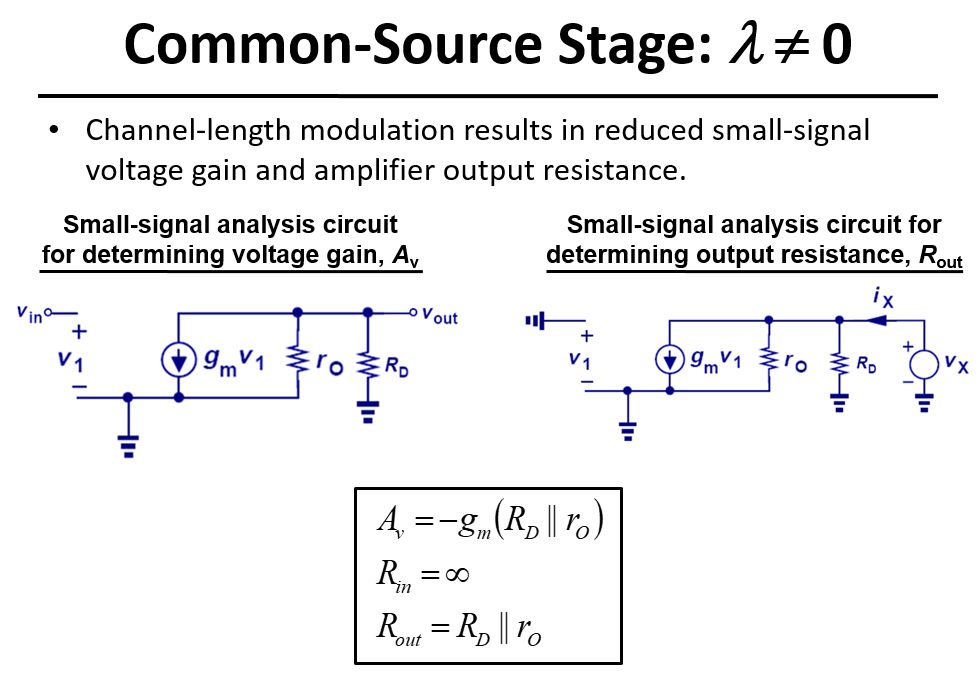 Common-Source Stage: λ ≠ 0
• Channel-length modulation results in reduced small-signal
voltage gain and amplifier output resistance.
Small-signal analysis circuit
for determining voltage gain, Av
vin
+
v1
−
gmv1
rO
RD
vout
Small-signal analysis circuit for
determining output resistance, Rout
iX
+
v1
−
gmv1
rO
RD
+
−
vX
Av = −gm(RD || rO)
Rin = ∞
Rout = RD || rO